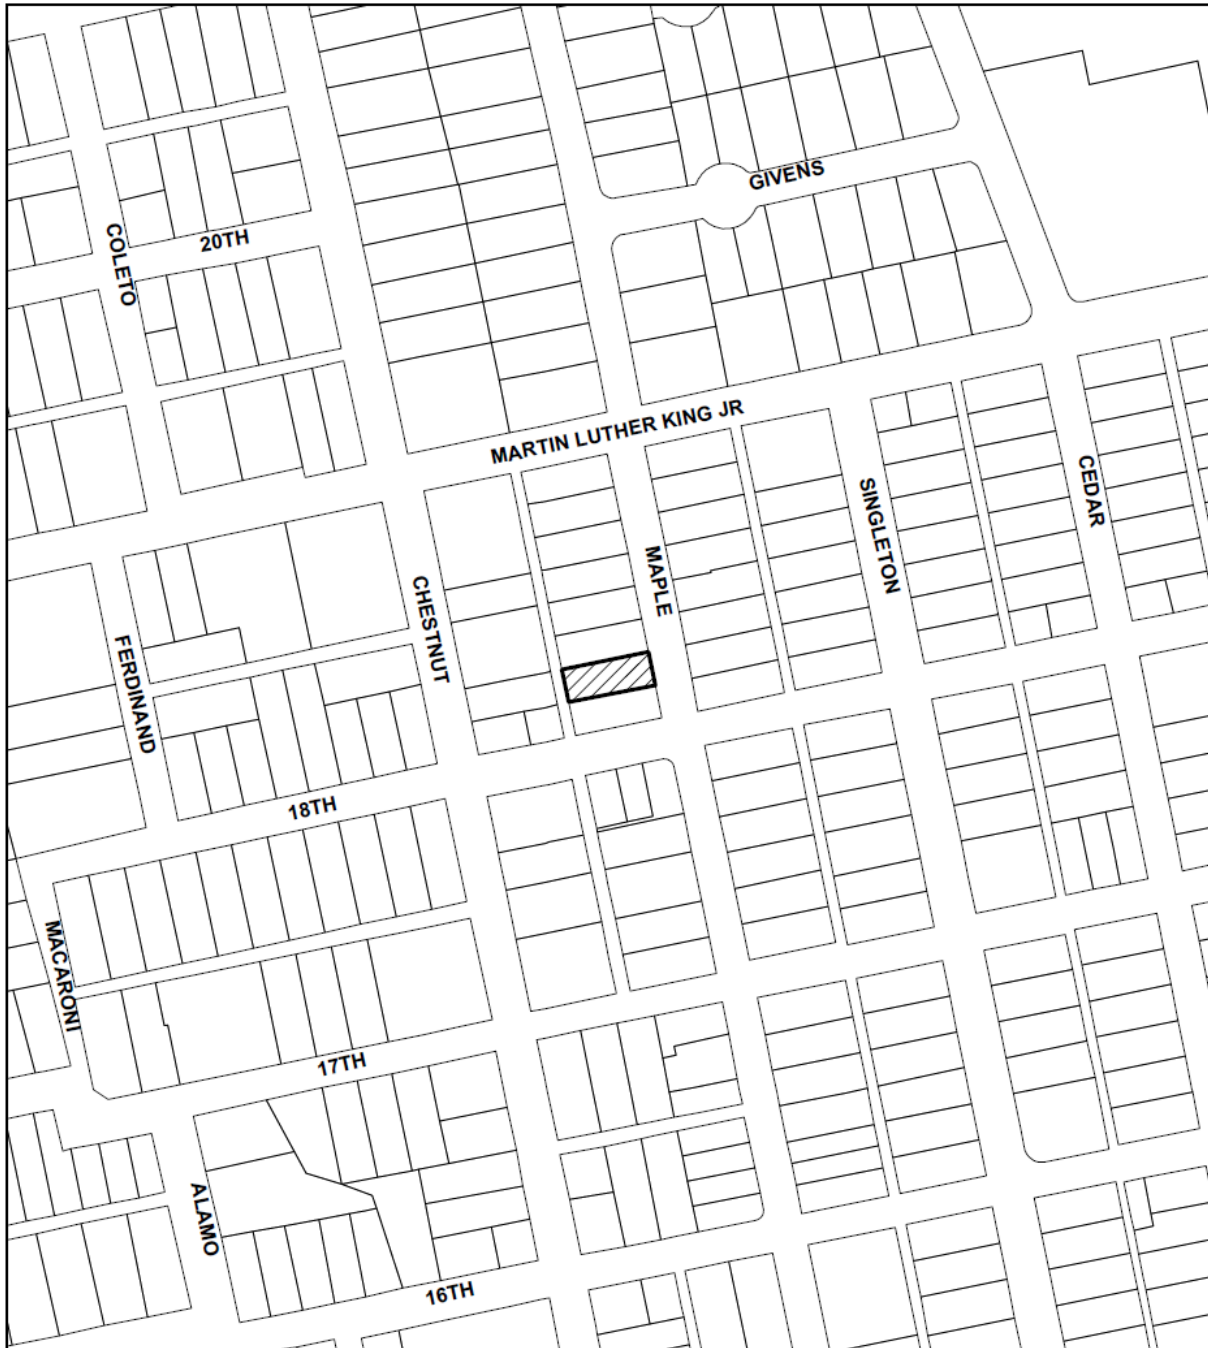 GIVENS
20TH
COLETO
MARTIN LUTHER KING JR
CEDAR
SINGLETON
MAPLE
CHESTNUT
FERDINAND
18TH
MACARONI
17TH
ALAMO
16TH